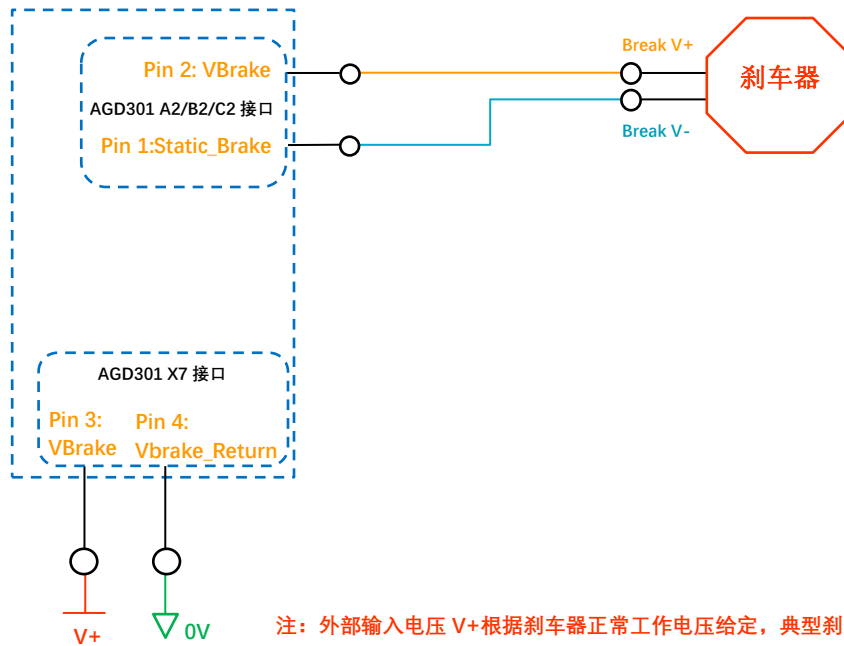 Pin 2: VBrake
AGD301 A2/B2/C2 接口
Pin 1:Static_Brake
Break V+
刹车器
Break V-
AGD301 X7 接口
Pin 3:
VBrake
Pin 4:
Vbrake_Return
V+
0V
注：外部输入电压 V+根据刹车器正常工作电压给定，典型刹